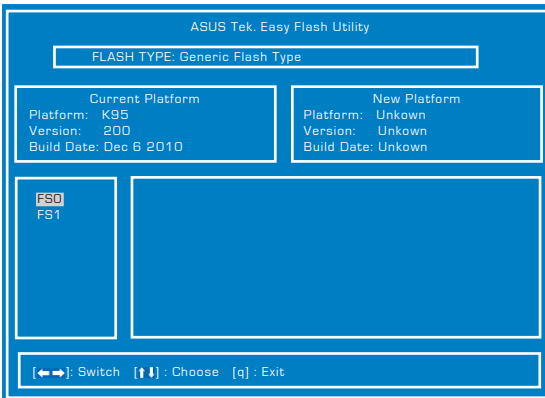 ASUS Tek. Easy Flash Utility
FLASH TYPE: Generic Flash Type
Current Platform
Platform: K95
Version: 200
Build Date: Dec 6 2010
New Platform
Platform: Unkown
Version: Unkown
Build Date: Unkown
FS0
FS1
[←→]: Switch [↑↓] : Choose [q] : Exit